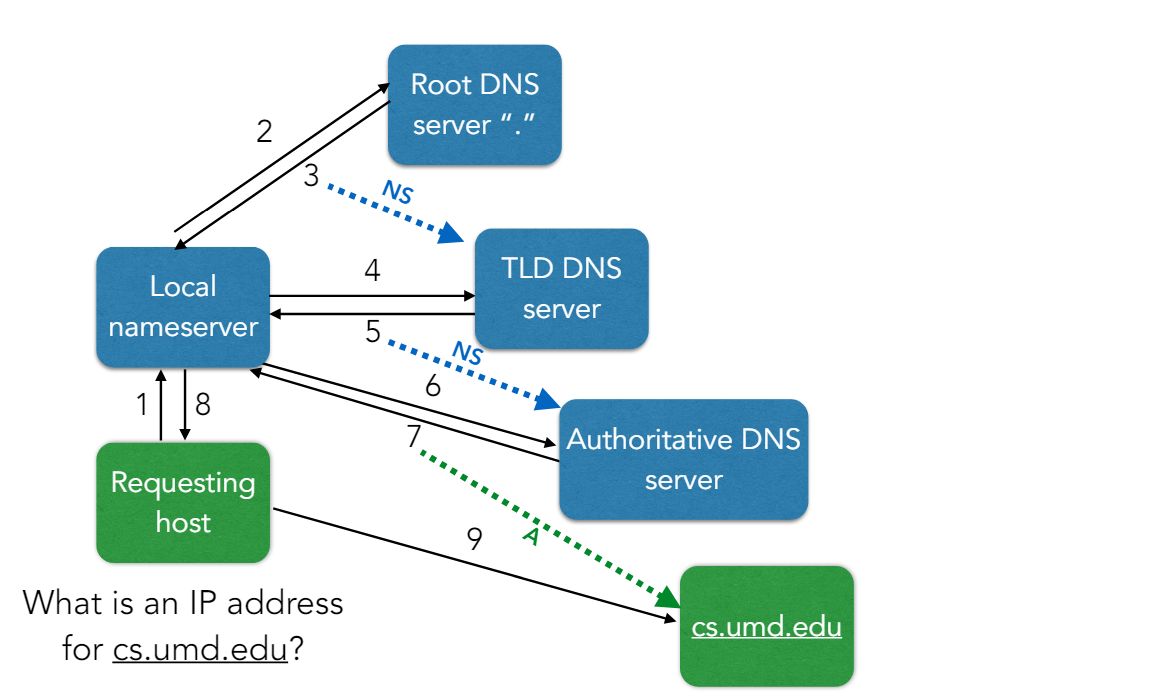 Root DNS
server “.”
2
3
NS
Local
nameserver
4
TLD DNS
server
5
NS
6
1
8
7
Authoritative DNS
server
Requesting
host
9
A
What is an IP address
for cs.umd.edu?
cs.umd.edu